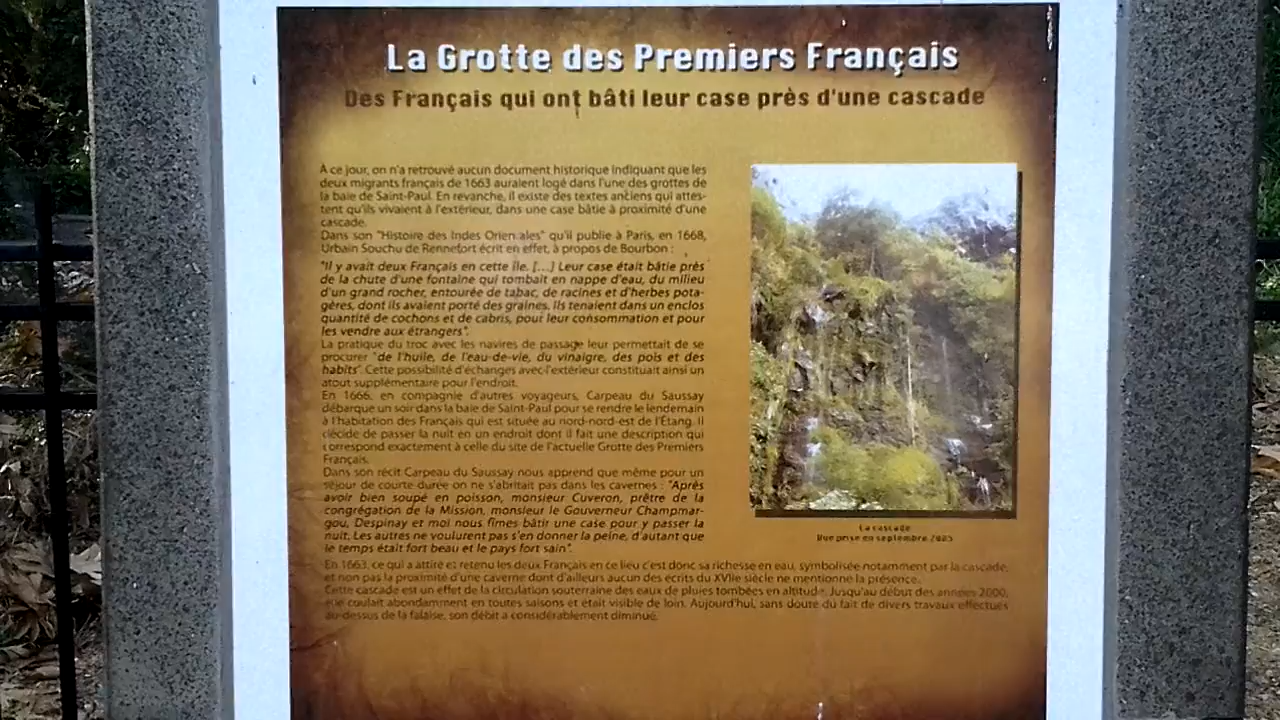 La Grotte des Premiers Français
Des Français qui ont bâti leur case près d'une cascade
A ce jour, on n'a retrouvé aucun document historique indiquant que les
deux migrants français de 1663 auraient logé dans l'une des grottes de
la baie de Saint-Paul. En revanche, il existe des textes anciens qui attes-
tent qu'ils vivaient à l'extérieur, dans une case bâtie à proximité d'une
cascade.
Dans son "Histoire des Indes Orien ales" qu'il publie à Paris, en 1668,
Urbain Souchu de Rennefort écrit en effet, à propos de Bourbon :
"Il y avait deux Français en cette île. [...] Leur case était bâtie près
de la chute d'une fontaine qui tombait en nappe d'eau, du milieu
d'un grand rocher, entourée de tabac, de racines et d'herbes pota-
gères, dont ils avaient porté des graines. Ils tenaient dans un enclos
quantité de cochons et de cabris, pour leur consommation et pour
les vendre aux étrangers".
La pratique du troc avec les navires de passage leur permettait de se
procurer "de l'huile, de l'eau-de-vie, du vinaigre, des pois et des
habits". Cette possibilité d'échanges avec l'extérieur constituait ainsi un
atout supplémentaire pour l'endroit.
En 1666, en compagnie d'autres voyageurs, Carpeau du Saussay
débarque un soir dans la baie de Saint-Paul pour se rendre le lendemain
à l'habitation des Français qui est située au nord-nord-est de l'Étang. Il
décide de passer la nuit en un endroit dont il fait une description qui
correspond exactement à celle du site de l'actuelle Grotte des Premiers
Français.
Dans son récit Carpeau du Saussay nous apprend que même pour un
séjour de courte durée on ne s'abritait pas dans les cavernes : "Après
avoir bien soupé en poisson, monsieur Cuveron, prêtre de la
congrégation de la Mission, monsieur le Gouverneur Champmar-
gou, Despinay et moi nous fîmes bâtir une case pour y passer la
nuit. Les autres ne voulurent pas s'en donner la peine, d'autant que
le temps était fort beau et le pays fort sain".
La cascade
Vue prise en septembre 2005
En 1663, ce qui a attiré et retenu les deux Français en ce lieu c'est donc sa richesse en eau, symbolisée notamment par la cascade,
et non pas la proximité d'une caverne dont d'ailleurs aucun des écrits du XVIIe siècle ne mentionne la présence.
Cette cascade est un effet de la circulation souterraine des eaux de pluies tombées en altitude. Jusqu'au début des années 2000,
elle coulait abondamment en toutes saisons et était visible de loin. Aujourd'hui, sans doute du fait de divers travaux effectués
au-dessus de la falaise, son débit a considérablement diminué.